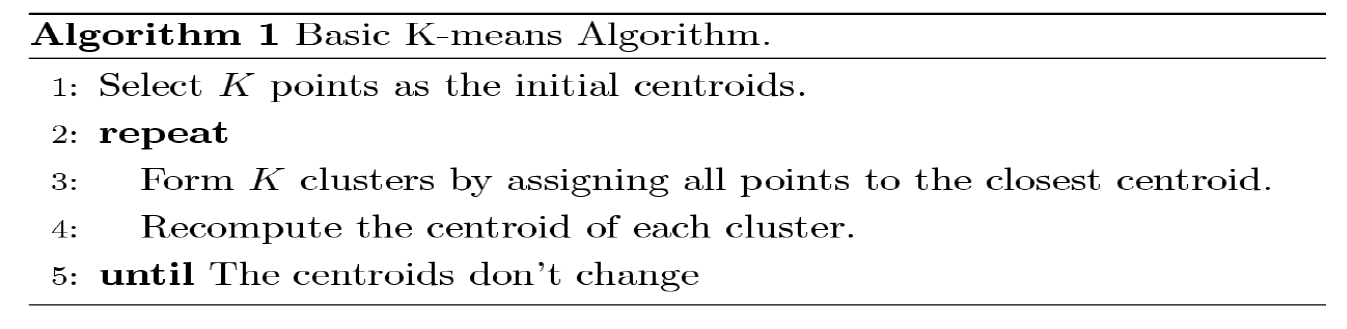 Algorithm 1 Basic K-means Algorithm.
1: Select K points as the initial centroids.
2: repeat
3: Form K clusters by assigning all points to the closest centroid.
4: Recompute the centroid of each cluster.
5: until The centroids don't change